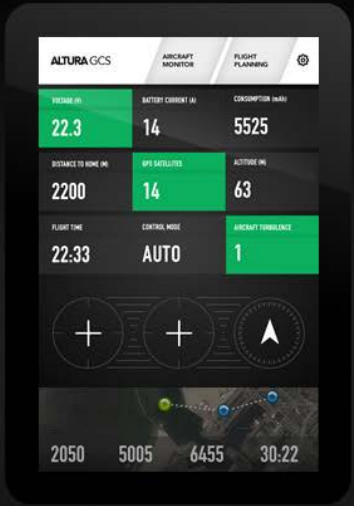 ALTURA GCS
AIRCRAFT MONITOR
FLIGHT PLANNING
VOLTAGE (V)
BATTERY CURRENT (A)
CONSUMPTION (mAh)
22.3
14
5525
DISTANCE TO HOME (M)
GPS SATELLITES
ALTITUDE (M)
2200
14
63
FLIGHT TIME
CONTROL MODE
AIRCRAFT TURBULENCE
22:33
AUTO
1
2050
5005
6455
30:22